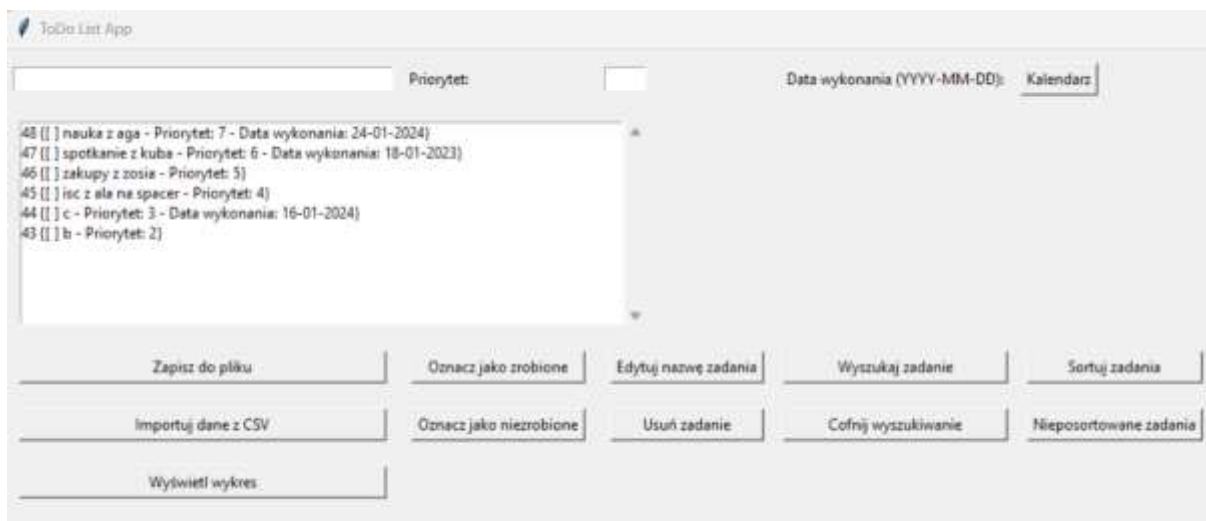 ToDo List App
Priorytet: Data wykonania (YYYY-MM-DD): Kalendarz
48 {[ ] nauka z aga - Priorytet: 7 - Data wykonania: 24-01-2024}
47 {[ ] spotkanie z kuba - Priorytet: 6 - Data wykonania: 18-01-2023}
46 {[ ] zakupy z zosia - Priorytet: 5}
45 {[ ] isc z ala na spacer - Priorytet: 4}
44 {[ ] c - Priorytet: 3 - Data wykonania: 16-01-2024}
43 {[ ] b - Priorytet: 2}
Zapisz do pliku Oznacz jako zrobione Edytuj nazwę zadania Wyszukaj zadanie Sortuj zadania
Importuj dane z CSV Oznacz jako niezrobione Usuń zadanie Cofnij wyszukiwanie Nieposortowane zadania
Wyświetl wykres